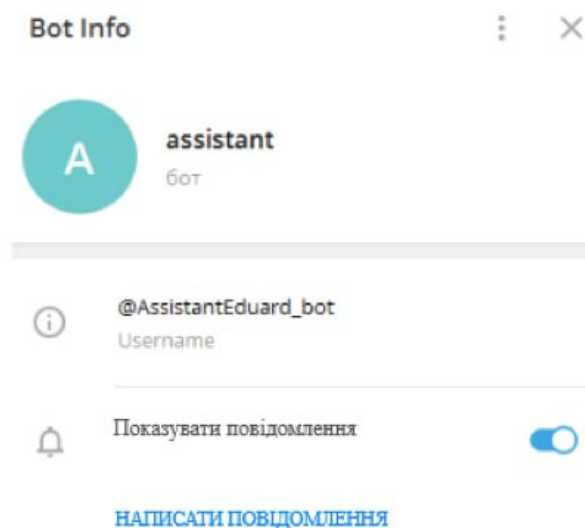 Bot Info
A
assistant
бот
@AssistantEduard_bot
Username
Показувати повідомлення
НАПИСАТИ ПОВІДОМЛЕННЯ